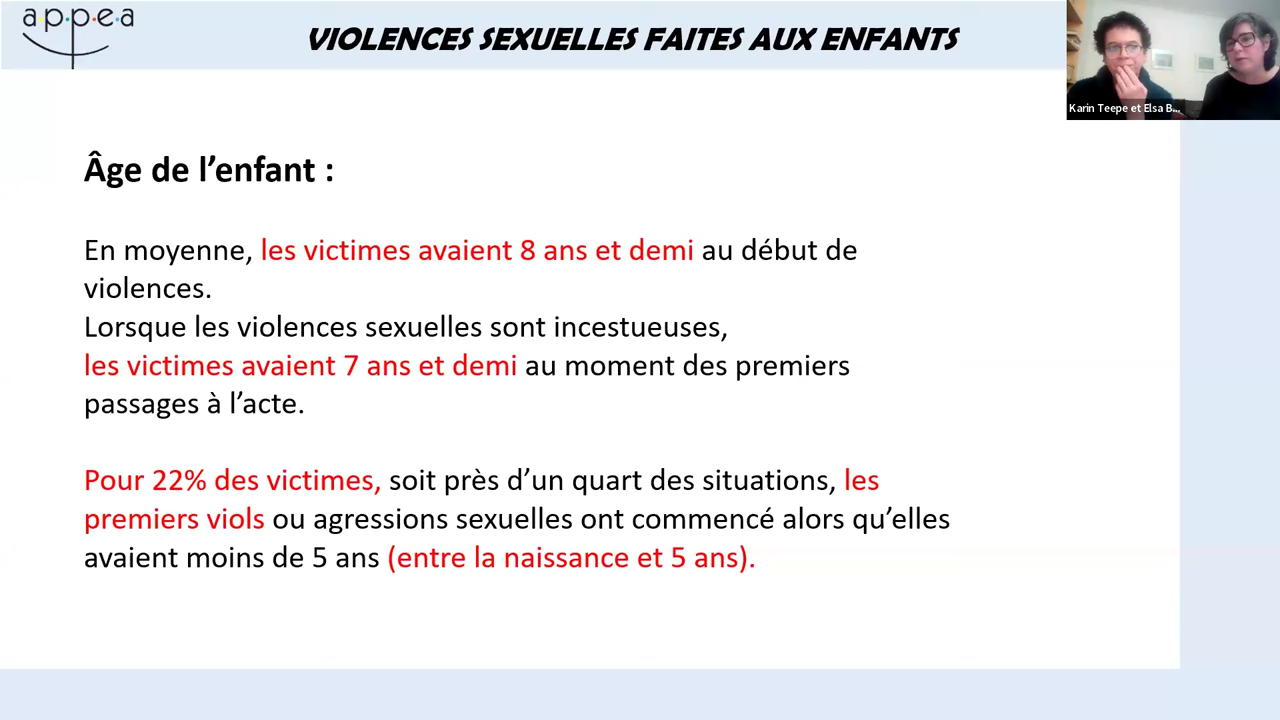 a·p·p·e·a
VIOLENCES SEXUELLES FAITES AUX ENFANTS
Karin Teepe et Elsa B...
Âge de l’enfant :
En moyenne, les victimes avaient 8 ans et demi au début de
violences.
Lorsque les violences sexuelles sont incestueuses,
les victimes avaient 7 ans et demi au moment des premiers
passages à l’acte.
Pour 22% des victimes, soit près d’un quart des situations, les
premiers viols ou agressions sexuelles ont commencé alors qu’elles
avaient moins de 5 ans (entre la naissance et 5 ans).